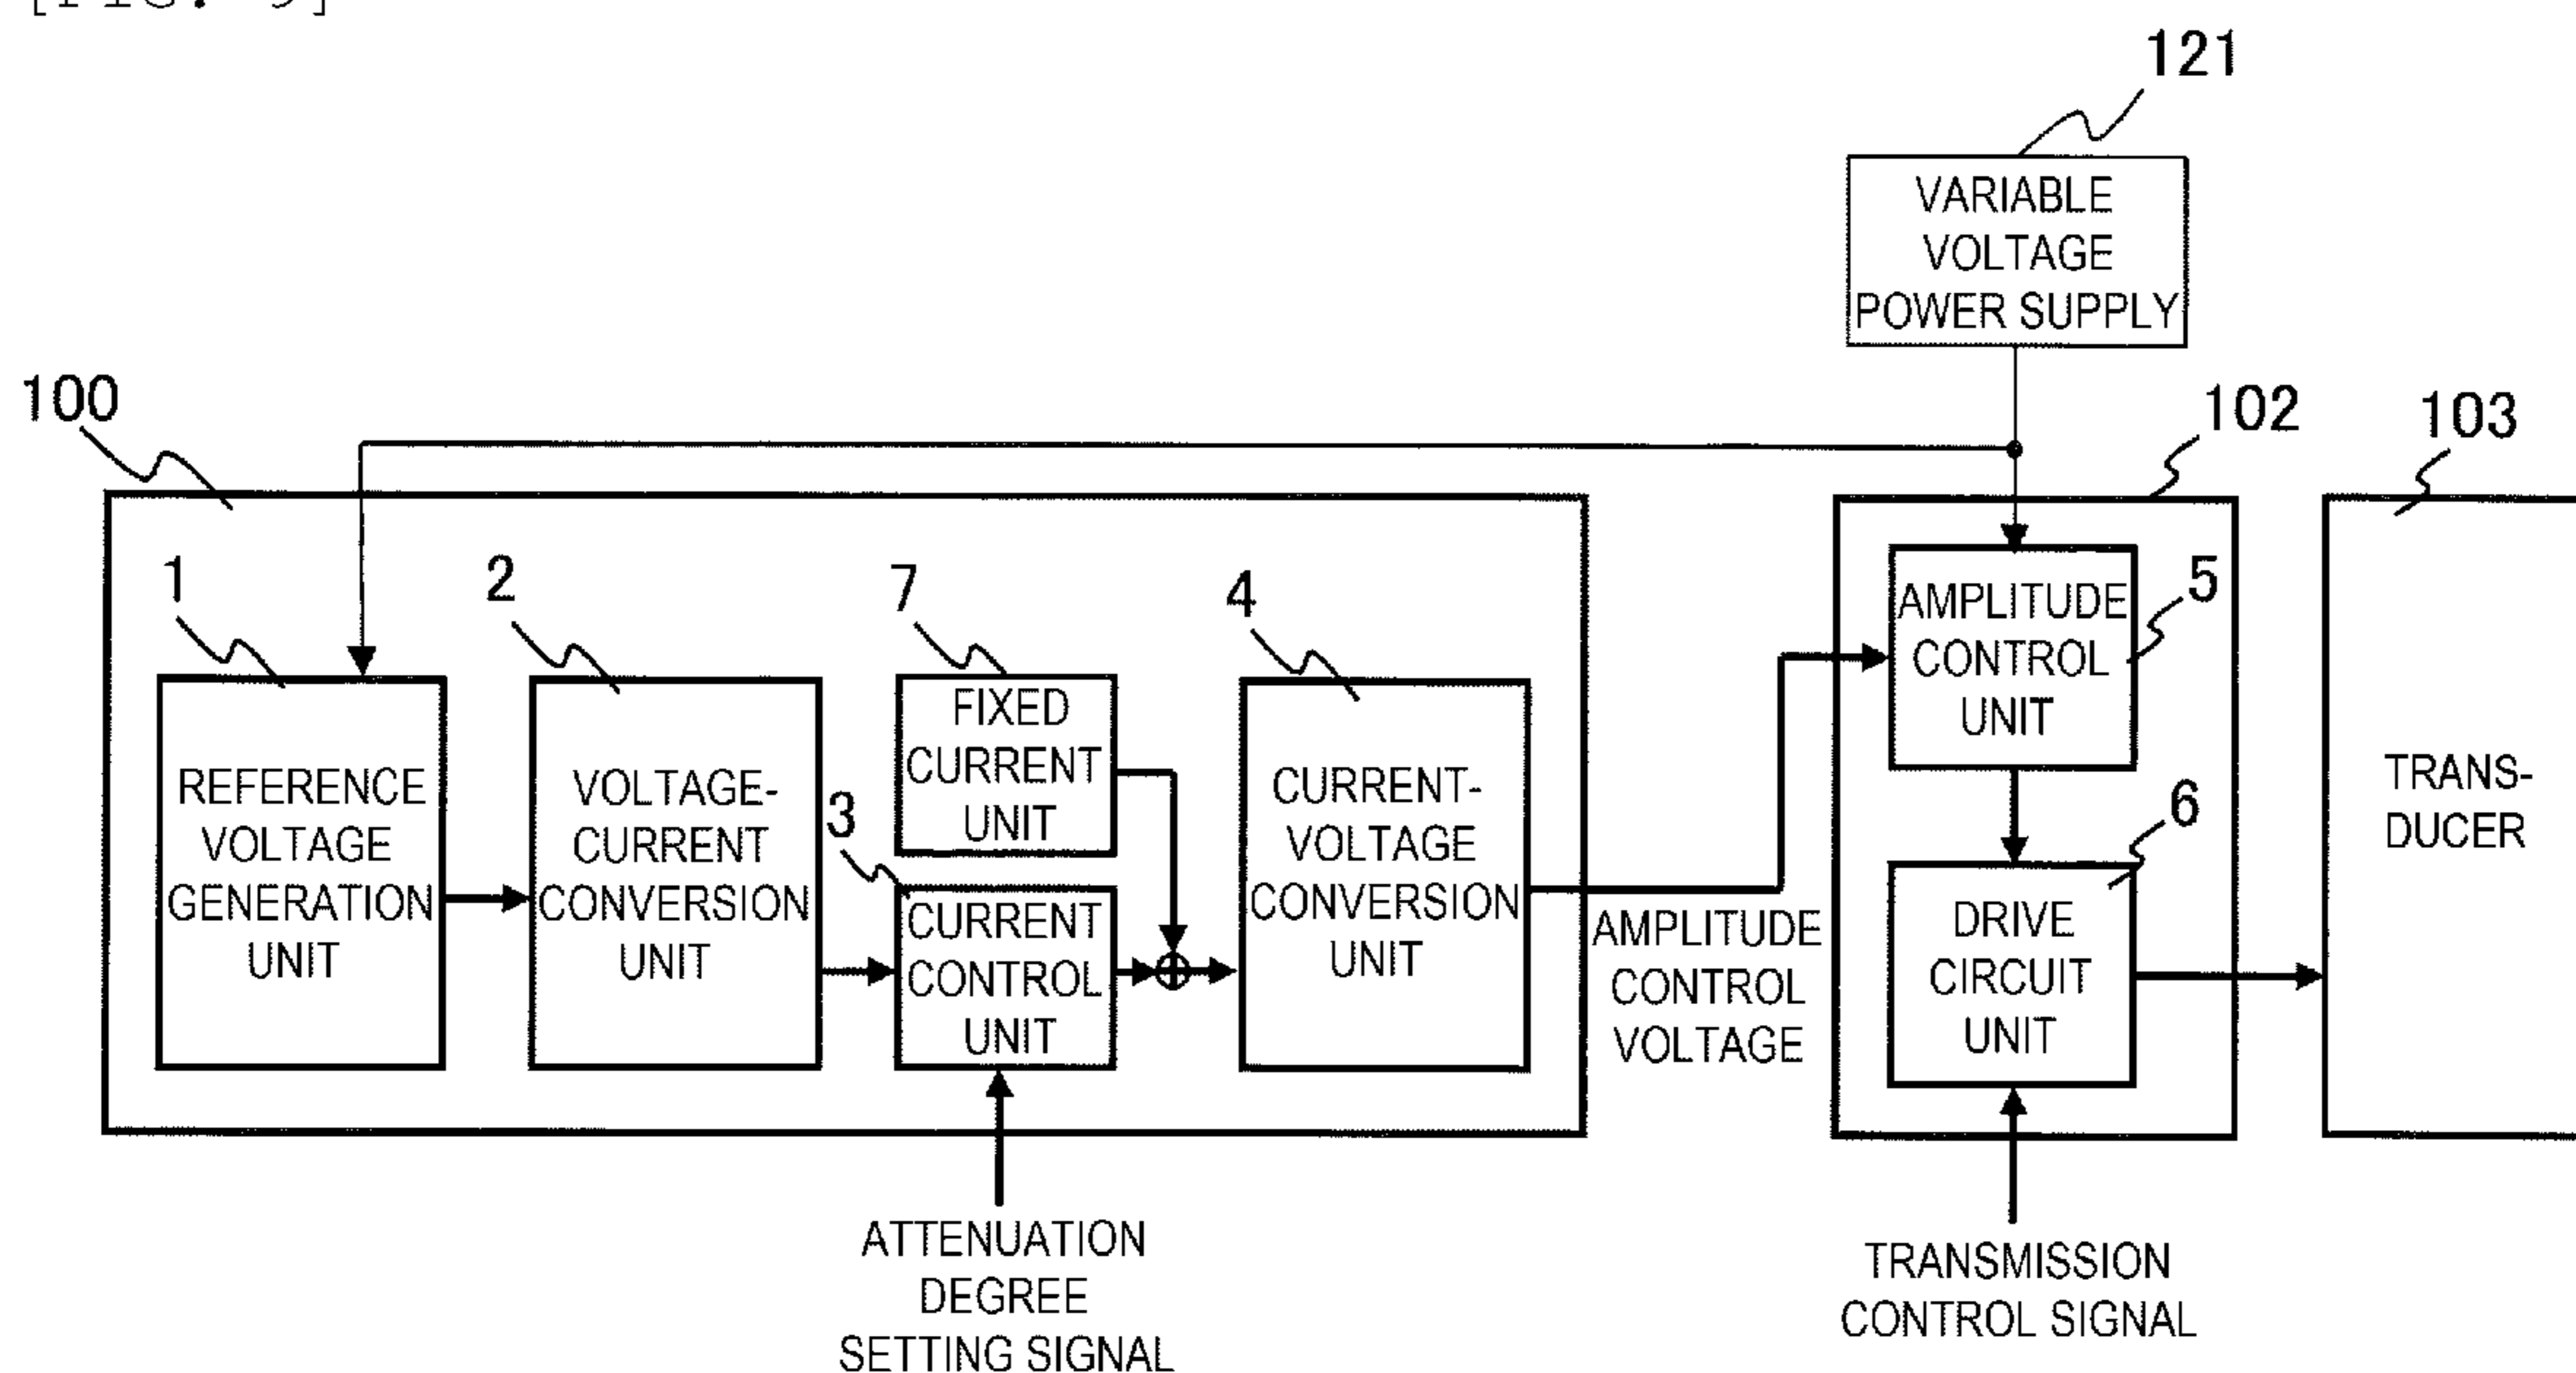 121
VARIABLE
VOLTAGE
POWER SUPPLY
100
102
103
1
2
7
4
5
3
6
REFERENCE
VOLTAGE
GENERATION
UNIT
VOLTAGE-
CURRENT
CONVERSION
UNIT
FIXED
CURRENT
UNIT
CURRENT
CONTROL
UNIT
CURRENT-
VOLTAGE
CONVERSION
UNIT
AMPLITUDE
CONTROL
VOLTAGE
AMPLITUDE
CONTROL
UNIT
DRIVE
CIRCUIT
UNIT
TRANS-
DUCER
ATTENUATION
DEGREE
SETTING SIGNAL
TRANSMISSION
CONTROL SIGNAL